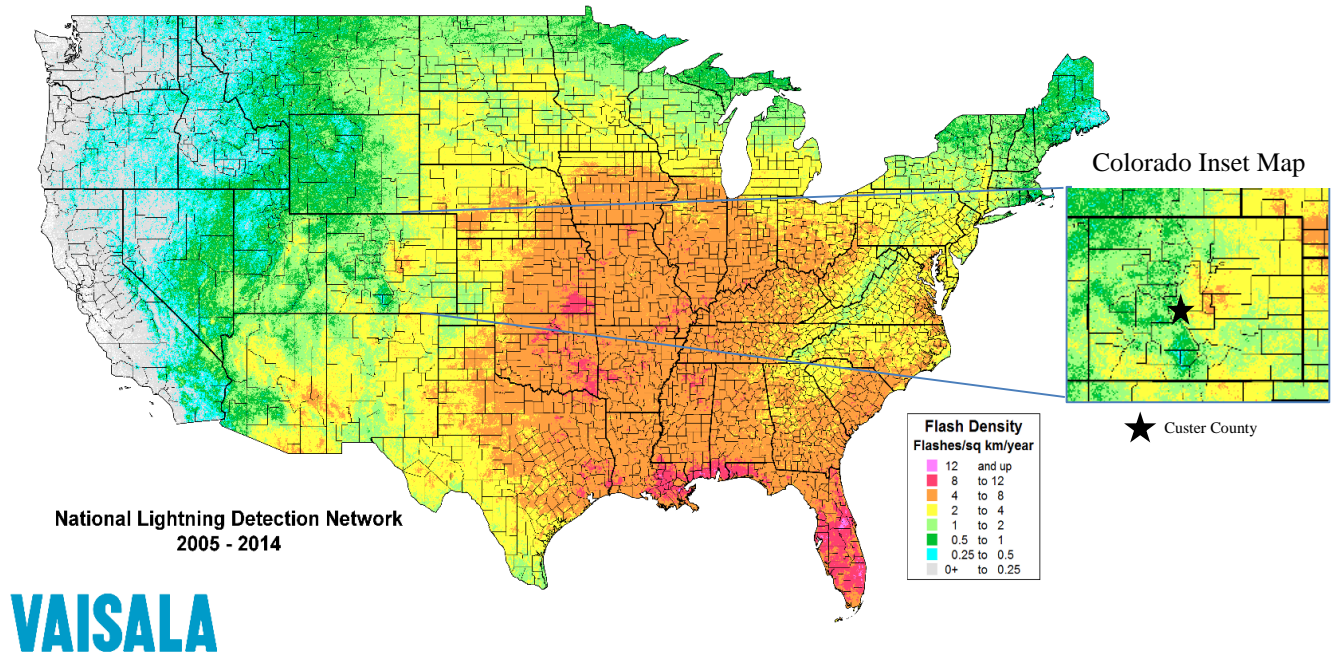 Colorado Inset Map
Custer County
Flash Density
Flashes/sq km/year
12 and up
8 to 12
4 to 8
2 to 4
1 to 2
0.5 to 1
0.25 to 0.5
0+ to 0.25
National Lightning Detection Network
2005 - 2014
VAISALA